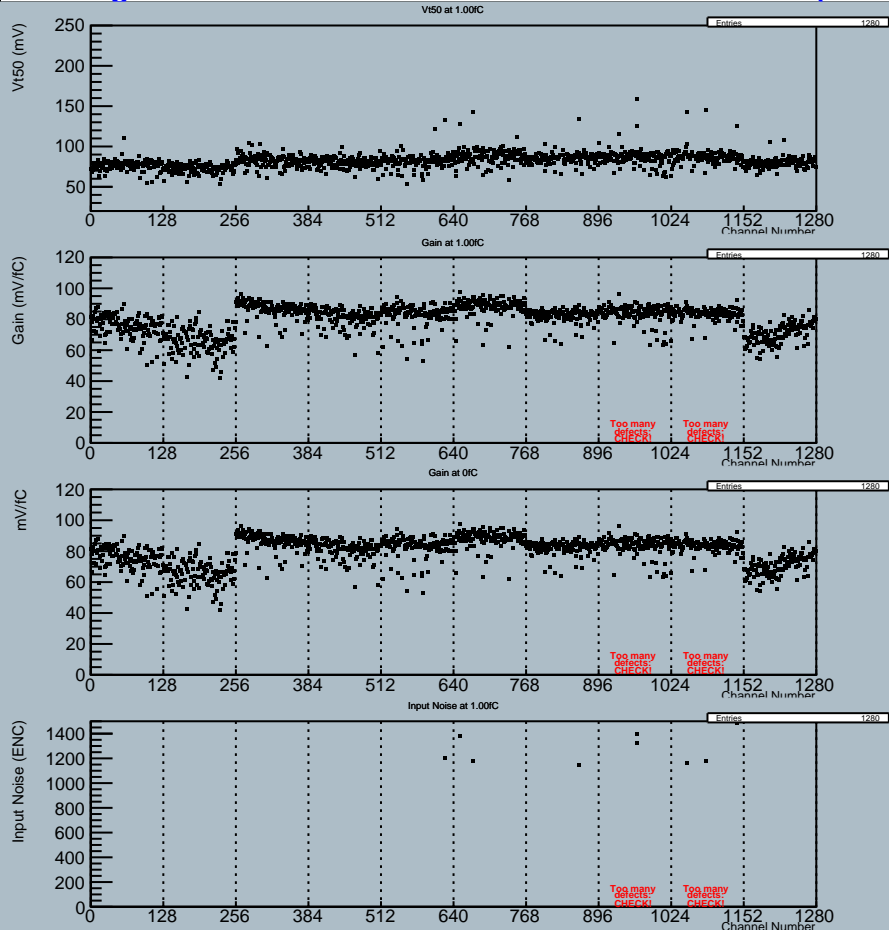 Vt50 at 1.00fC
Entries 1280
Vt50 (mV)
250
200
150
100
50
0 128 256 384 512 640 768 896 1024 1152 1280
Channel Number
Gain at 1.00fC
Entries 1280
Gain (mV/fC)
120
100
80
60
40
20
0
Too many defects: CHECK!
Too many defects: CHECK!
0 128 256 384 512 640 768 896 1024 1152 1280
Channel Number
Gain at 0fC
Entries 1280
mV/fC
120
100
80
60
40
20
0
Too many defects: CHECK!
Too many defects: CHECK!
0 128 256 384 512 640 768 896 1024 1152 1280
Channel Number
Input Noise at 1.00fC
Entries 1280
Input Noise (ENC)
1400
1200
1000
800
600
400
200
0
Too many defects: CHECK!
Too many defects: CHECK!
0 128 256 384 512 640 768 896 1024 1152 1280
Channel Number